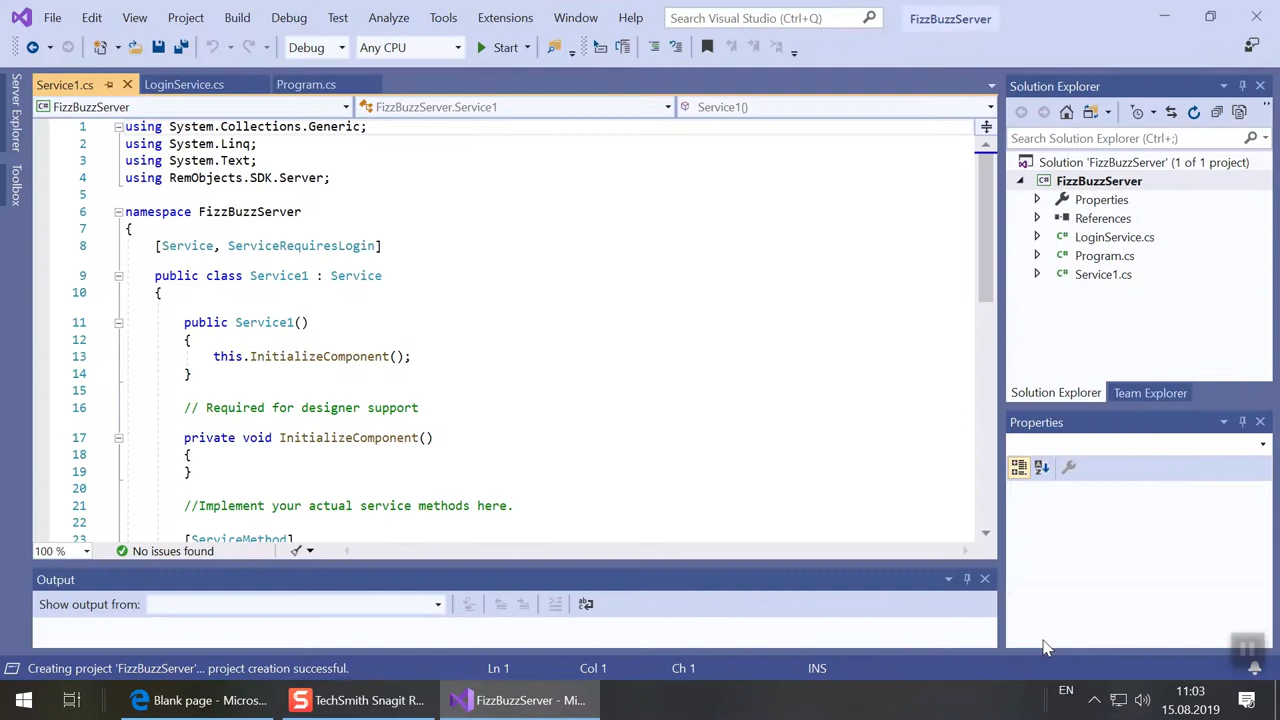 File Edit View Project Build Debug Test Analyze Tools Extensions Window Help Search Visual Studio (Ctrl+Q) FizzBuzzServer
Debug Any CPU Start
Server Explorer
Toolbox
Service1.cs LoginService.cs Program.cs
FizzBuzzServer FizzBuzzServer.Service1 Service1()
1 using System.Collections.Generic;
2 using System.Linq;
3 using System.Text;
4 using RemObjects.SDK.Server;
5
6 namespace FizzBuzzServer
7 {
8 [Service, ServiceRequiresLogin]
9 public class Service1 : Service
10 {
11 public Service1()
12 {
13 this.InitializeComponent();
14 }
15
16 // Required for designer support
17 private void InitializeComponent()
18 {
19 }
20
21 //Implement your actual service methods here.
22
23 [ServiceMethod]
100 % No issues found
Output
Show output from:
Solution Explorer
Search Solution Explorer (Ctrl+;)
Solution 'FizzBuzzServer' (1 of 1 project)
FizzBuzzServer
Properties
References
LoginService.cs
Program.cs
Service1.cs
Solution Explorer Team Explorer
Properties
Creating project 'FizzBuzzServer'... project creation successful. Ln 1 Col 1 Ch 1 INS
Blank page - Micros... TechSmith Snagit R... FizzBuzzServer - Mi... EN 11:03
15.08.2019